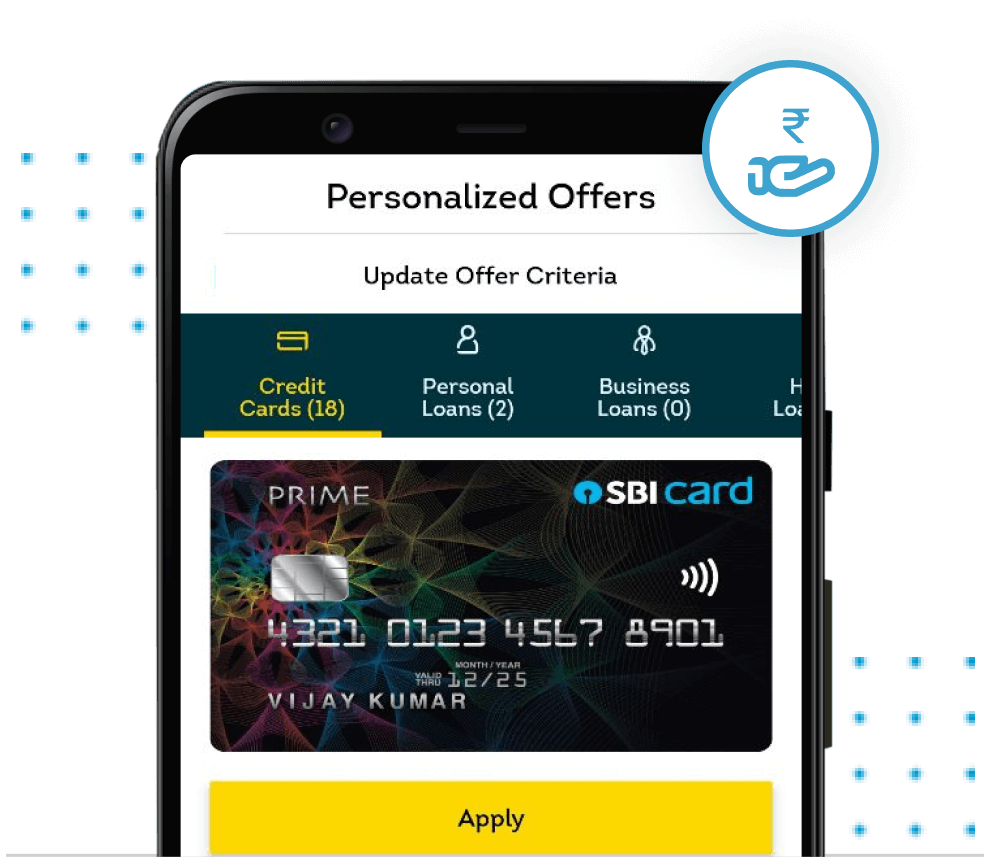 ₹
Personalized Offers
Update Offer Criteria
Credit
Cards (18)
Personal
Loans (2)
Business
Loans (0)
H
Loa
PRIME
SBI card
4321 0123 4567 8901
MONTH / YEAR
VALID
THRU 12/25
VIJAY KUMAR
Apply